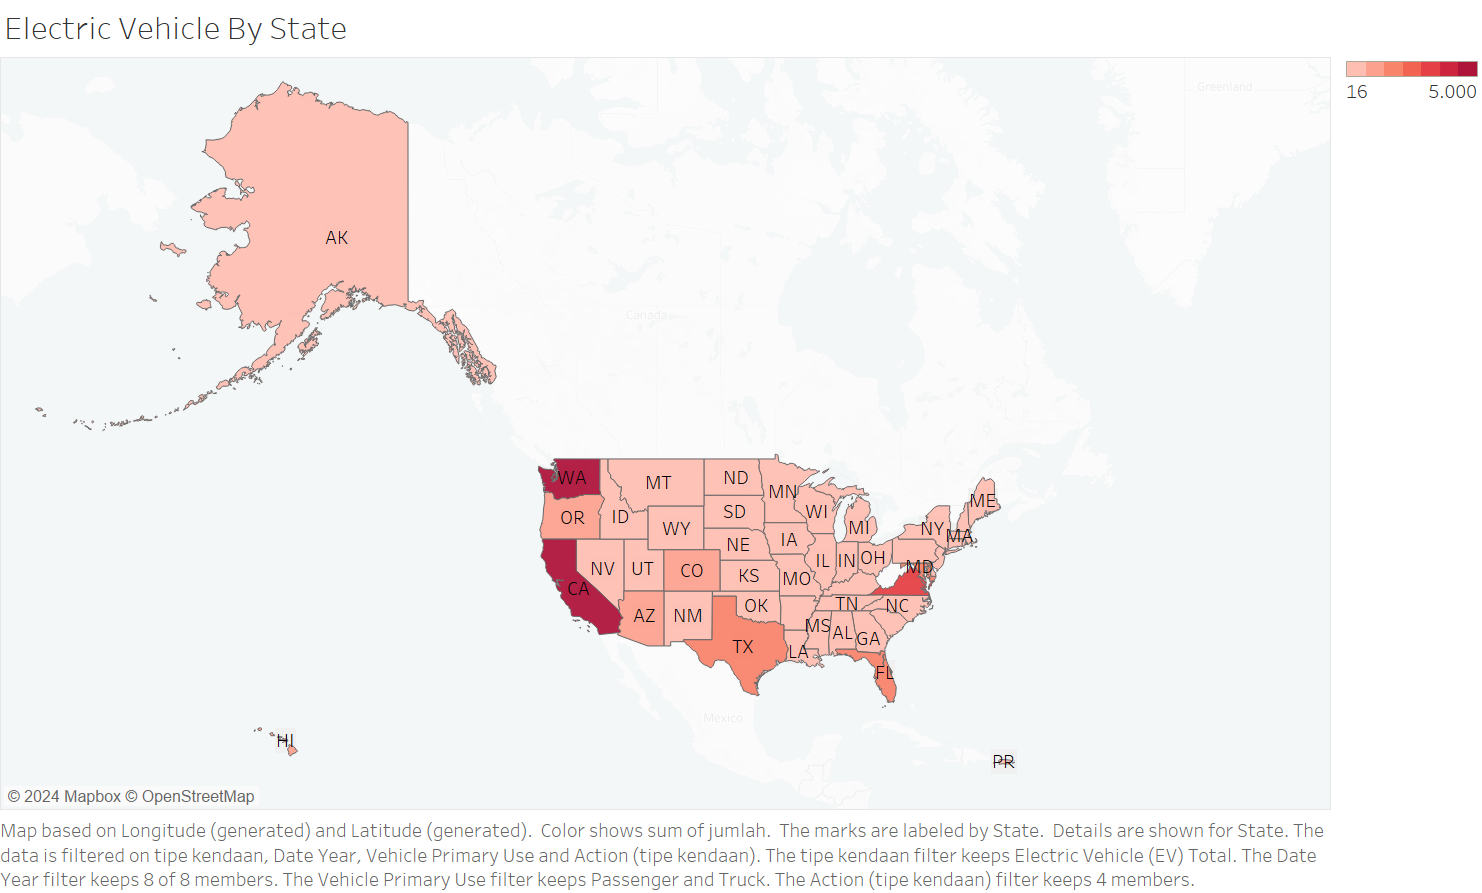 Electric Vehicle By State
16 5.000
Greenland
AK
Canada
WA
MT
ND
MN
ME
OR
ID
SD
WI
MI
NY
MA
WY
NE
IA
IL
IN
OH
MD
NV
UT
CO
KS
MO
CA
AZ
NM
OK
TN
NC
TX
MS
AL
GA
LA
FL
Mexico
HI
PR
© 2024 Mapbox © OpenStreetMap
Map based on Longitude (generated) and Latitude (generated).  Color shows sum of jumlah.  The marks are labeled by State.  Details are shown for State. The
data is filtered on tipe kendaan, Date Year, Vehicle Primary Use and Action (tipe kendaan). The tipe kendaan filter keeps Electric Vehicle (EV) Total. The Date
Year filter keeps 8 of 8 members. The Vehicle Primary Use filter keeps Passenger and Truck. The Action (tipe kendaan) filter keeps 4 members.